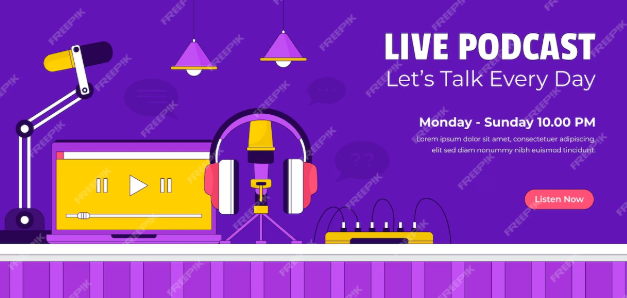 LIVE PODCAST
Let's Talk Every Day
Monday - Sunday 10.00 PM
Lorem ipsum dolor sit amet, consectetuer adipiscing
elit sed diam nonummy nibh euismod tincidunt.
??
Listen Now
FREEPIK